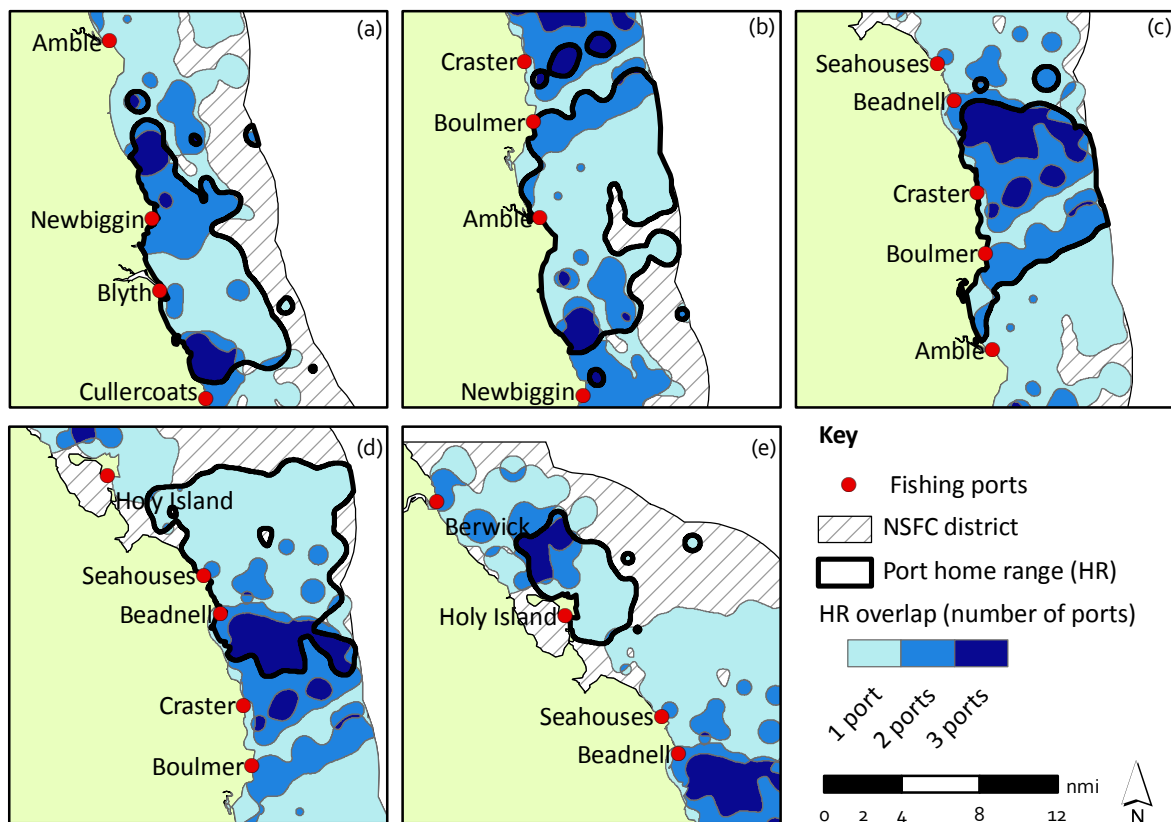 (a)
Amble
Newbiggin
Blyth
Cullercoats
(b)
Craster
Boulmer
Amble
Newbiggin
(c)
Seahouses
Beadnell
Craster
Boulmer
Amble
(d)
Holy Island
Seahouses
Beadnell
Craster
Boulmer
(e)
Berwick
Holy Island
Seahouses
Beadnell
Key
Fishing ports
NSFC district
Port home range (HR)
HR overlap (number of ports)
1 port
2 ports
3 ports
nmi
0 2 4 8 12
N